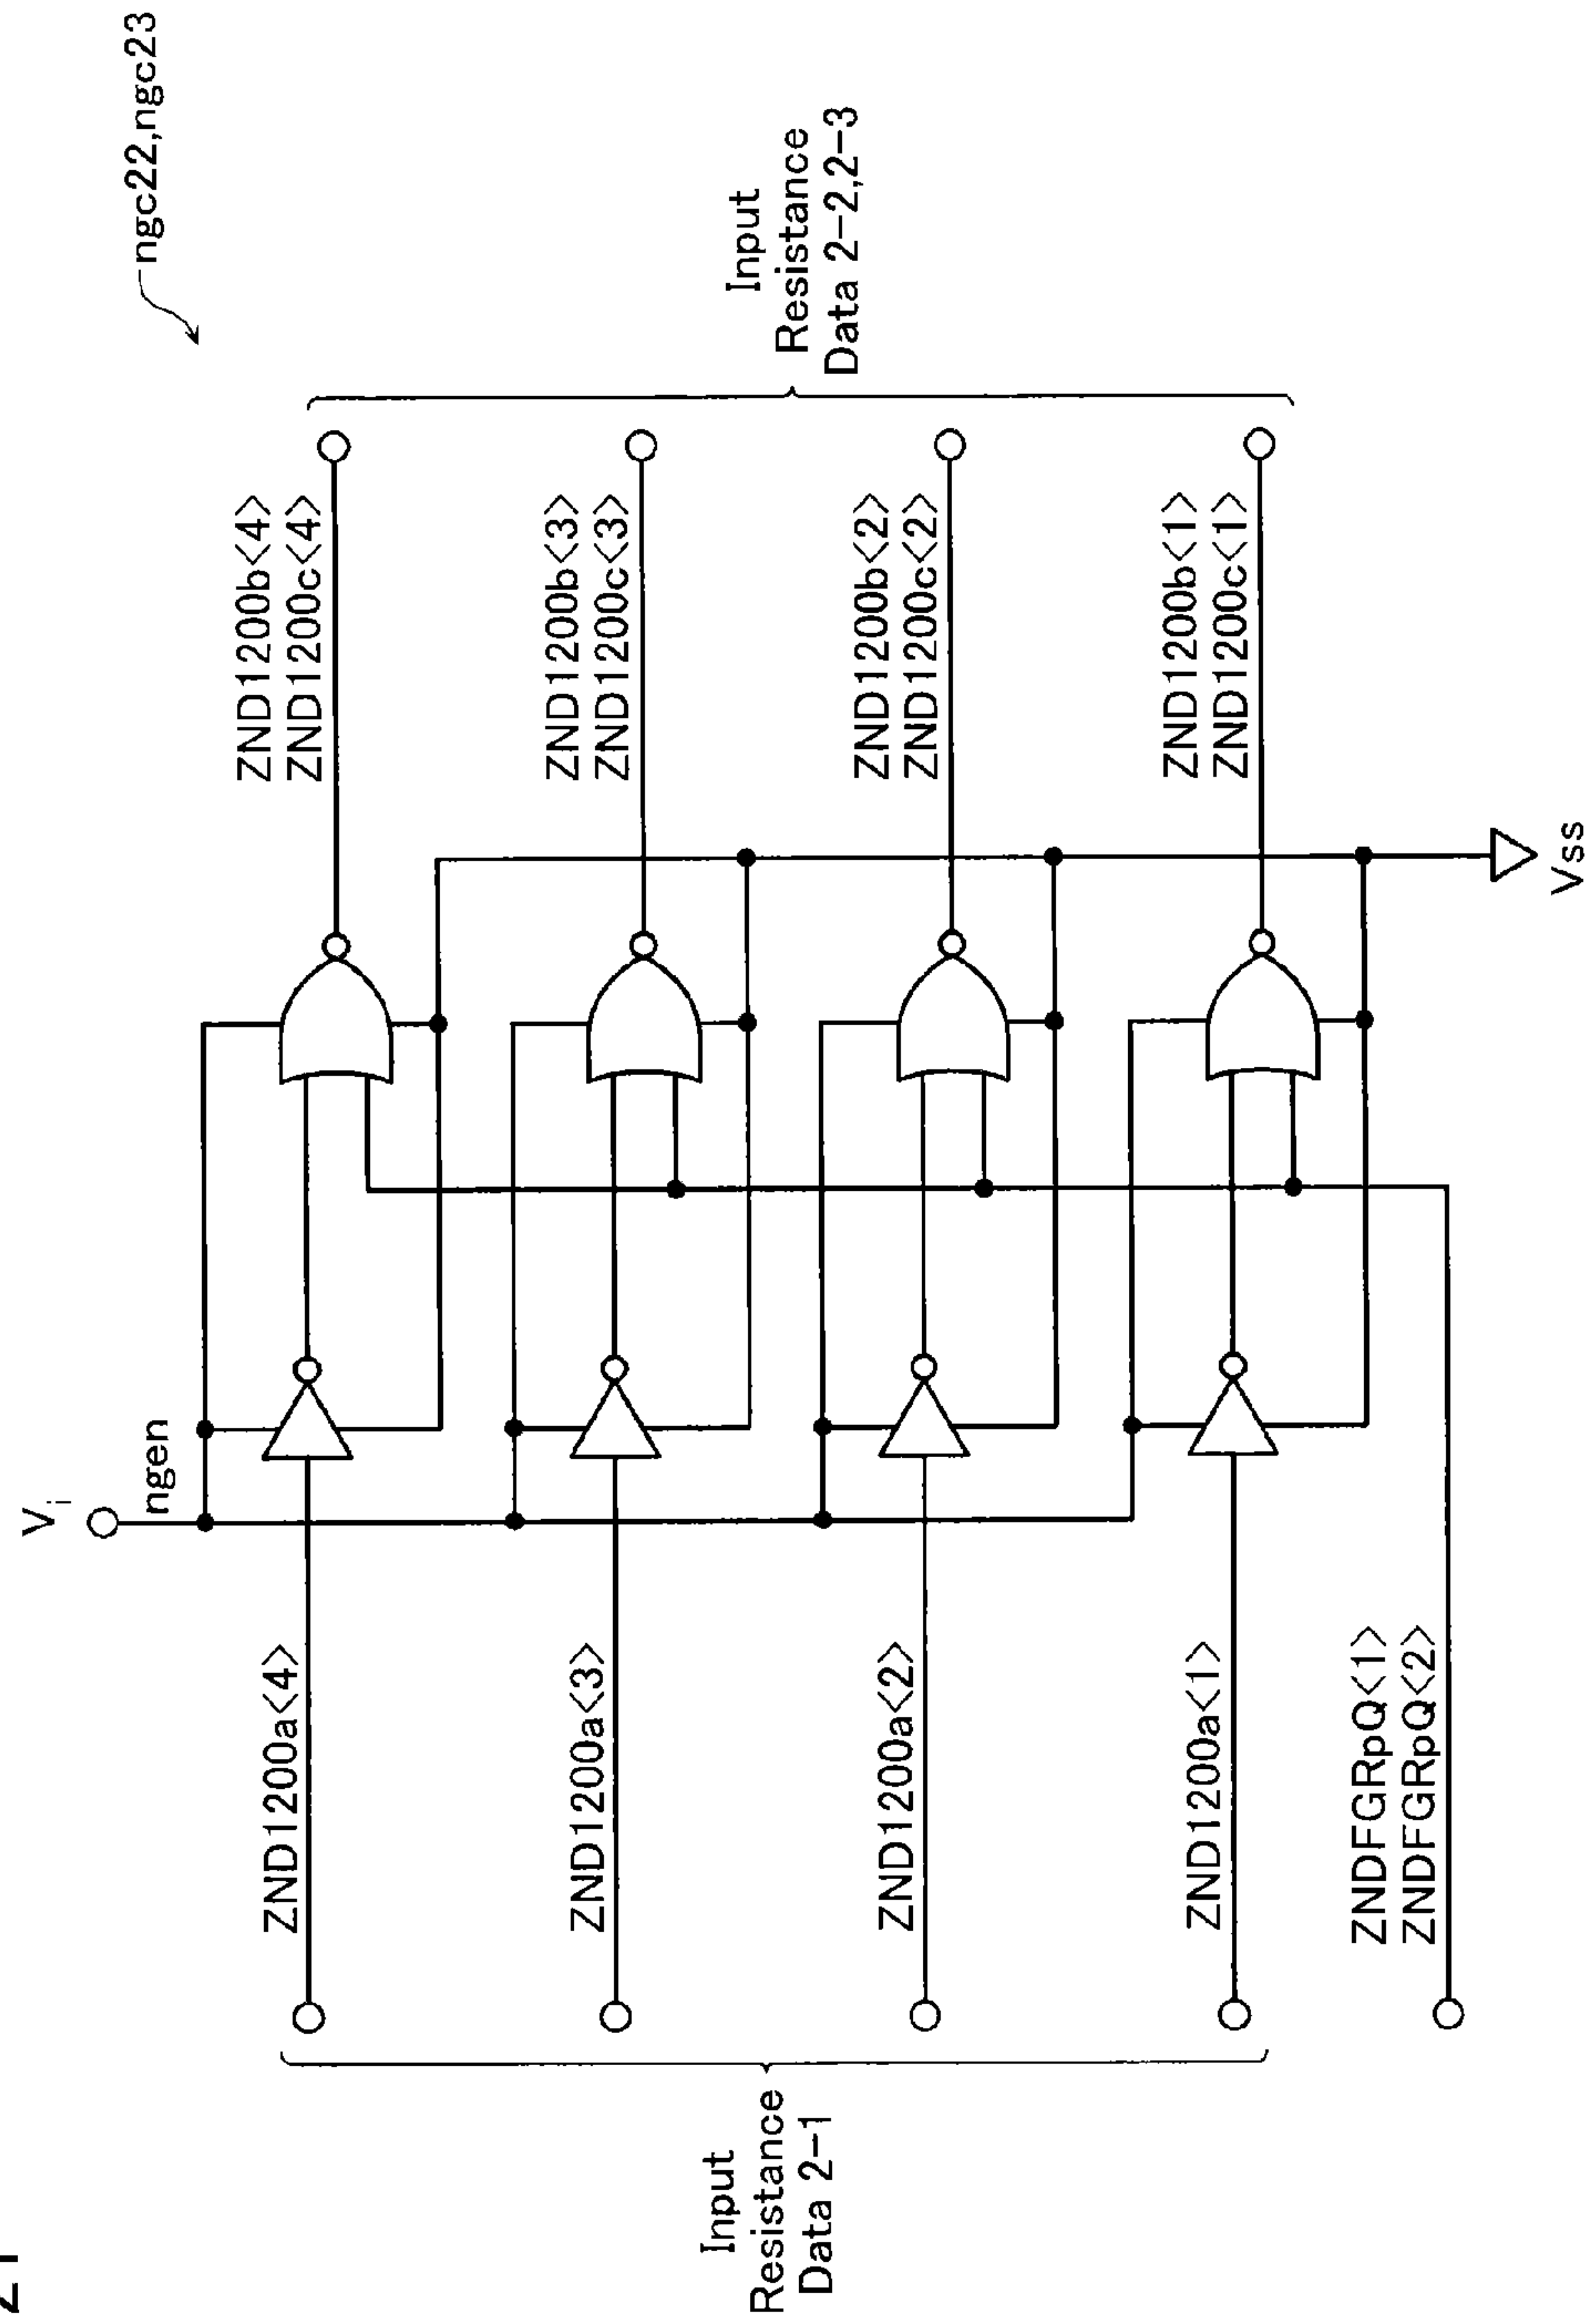 ngc22,ngc23
Vi
ngen
Input
Resistance
Data 2-1
ZND1200a<4>
ZND1200a<3>
ZND1200a<2>
ZND1200a<1>
ZNDFGRpQ<1>
ZNDFGRpQ<2>
ZND1200b<4>
ZND1200c<4>
ZND1200b<3>
ZND1200c<3>
ZND1200b<2>
ZND1200c<2>
ZND1200b<1>
ZND1200c<1>
Input
Resistance
Data 2-2,2-3
Vss